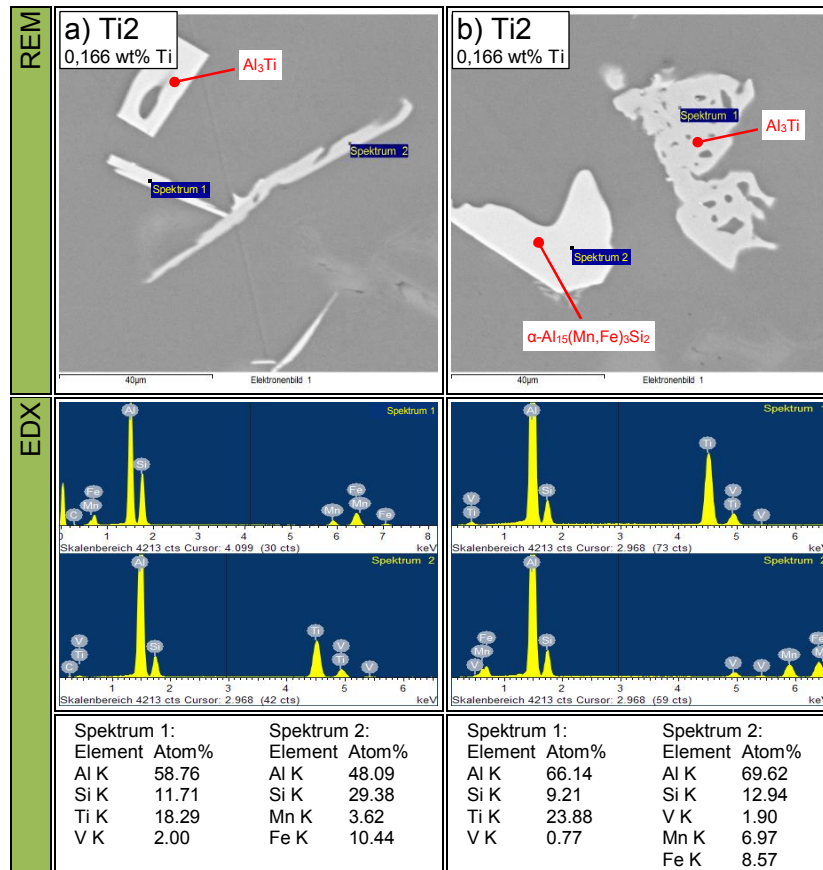 REM
a) Ti2
0,166 wt% Ti
Al₃Ti
Spektrum 1
Spektrum 2
40µm
Elektronenbild 1
b) Ti2
0,166 wt% Ti
Spektrum 1
Al₃Ti
Spektrum 2
α-Al₁₅(Mn,Fe)₃Si₂
40µm
Elektronenbild 1
EDX
Spektrum 1
Al
Si
C
Fe
Mn
Mn
Fe
Mn
Fe
0 1 2 3 4 5 6 7 8
Skalenbereich 4213 cts Cursor: 4.099 (30 cts) keV
Spektrum 2
Al
Si
C
V
Ti
Ti
V
Ti
V
1 2 3 4 5 6
Skalenbereich 4213 cts Cursor: 2.968 (42 cts) keV
Spektrum
Al
Si
V
Ti
Ti
V
Ti
V
1 2 3 4 5 6
Skalenbereich 4213 cts Cursor: 2.968 (73 cts) keV
Spektrum 2
Al
Si
V
Mn
Fe
V
V
Mn
Fe
1 2 3 4 5 6
Skalenbereich 4213 cts Cursor: 2.968 (59 cts) keV
Spektrum 1:
Element Atom%
Al K 58.76
Si K 11.71
Ti K 18.29
V K 2.00
Spektrum 2:
Element Atom%
Al K 48.09
Si K 29.38
Mn K 3.62
Fe K 10.44
Spektrum 1:
Element Atom%
Al K 66.14
Si K 9.21
Ti K 23.88
V K 0.77
Spektrum 2:
Element Atom%
Al K 69.62
Si K 12.94
V K 1.90
Mn K 6.97
Fe K 8.57